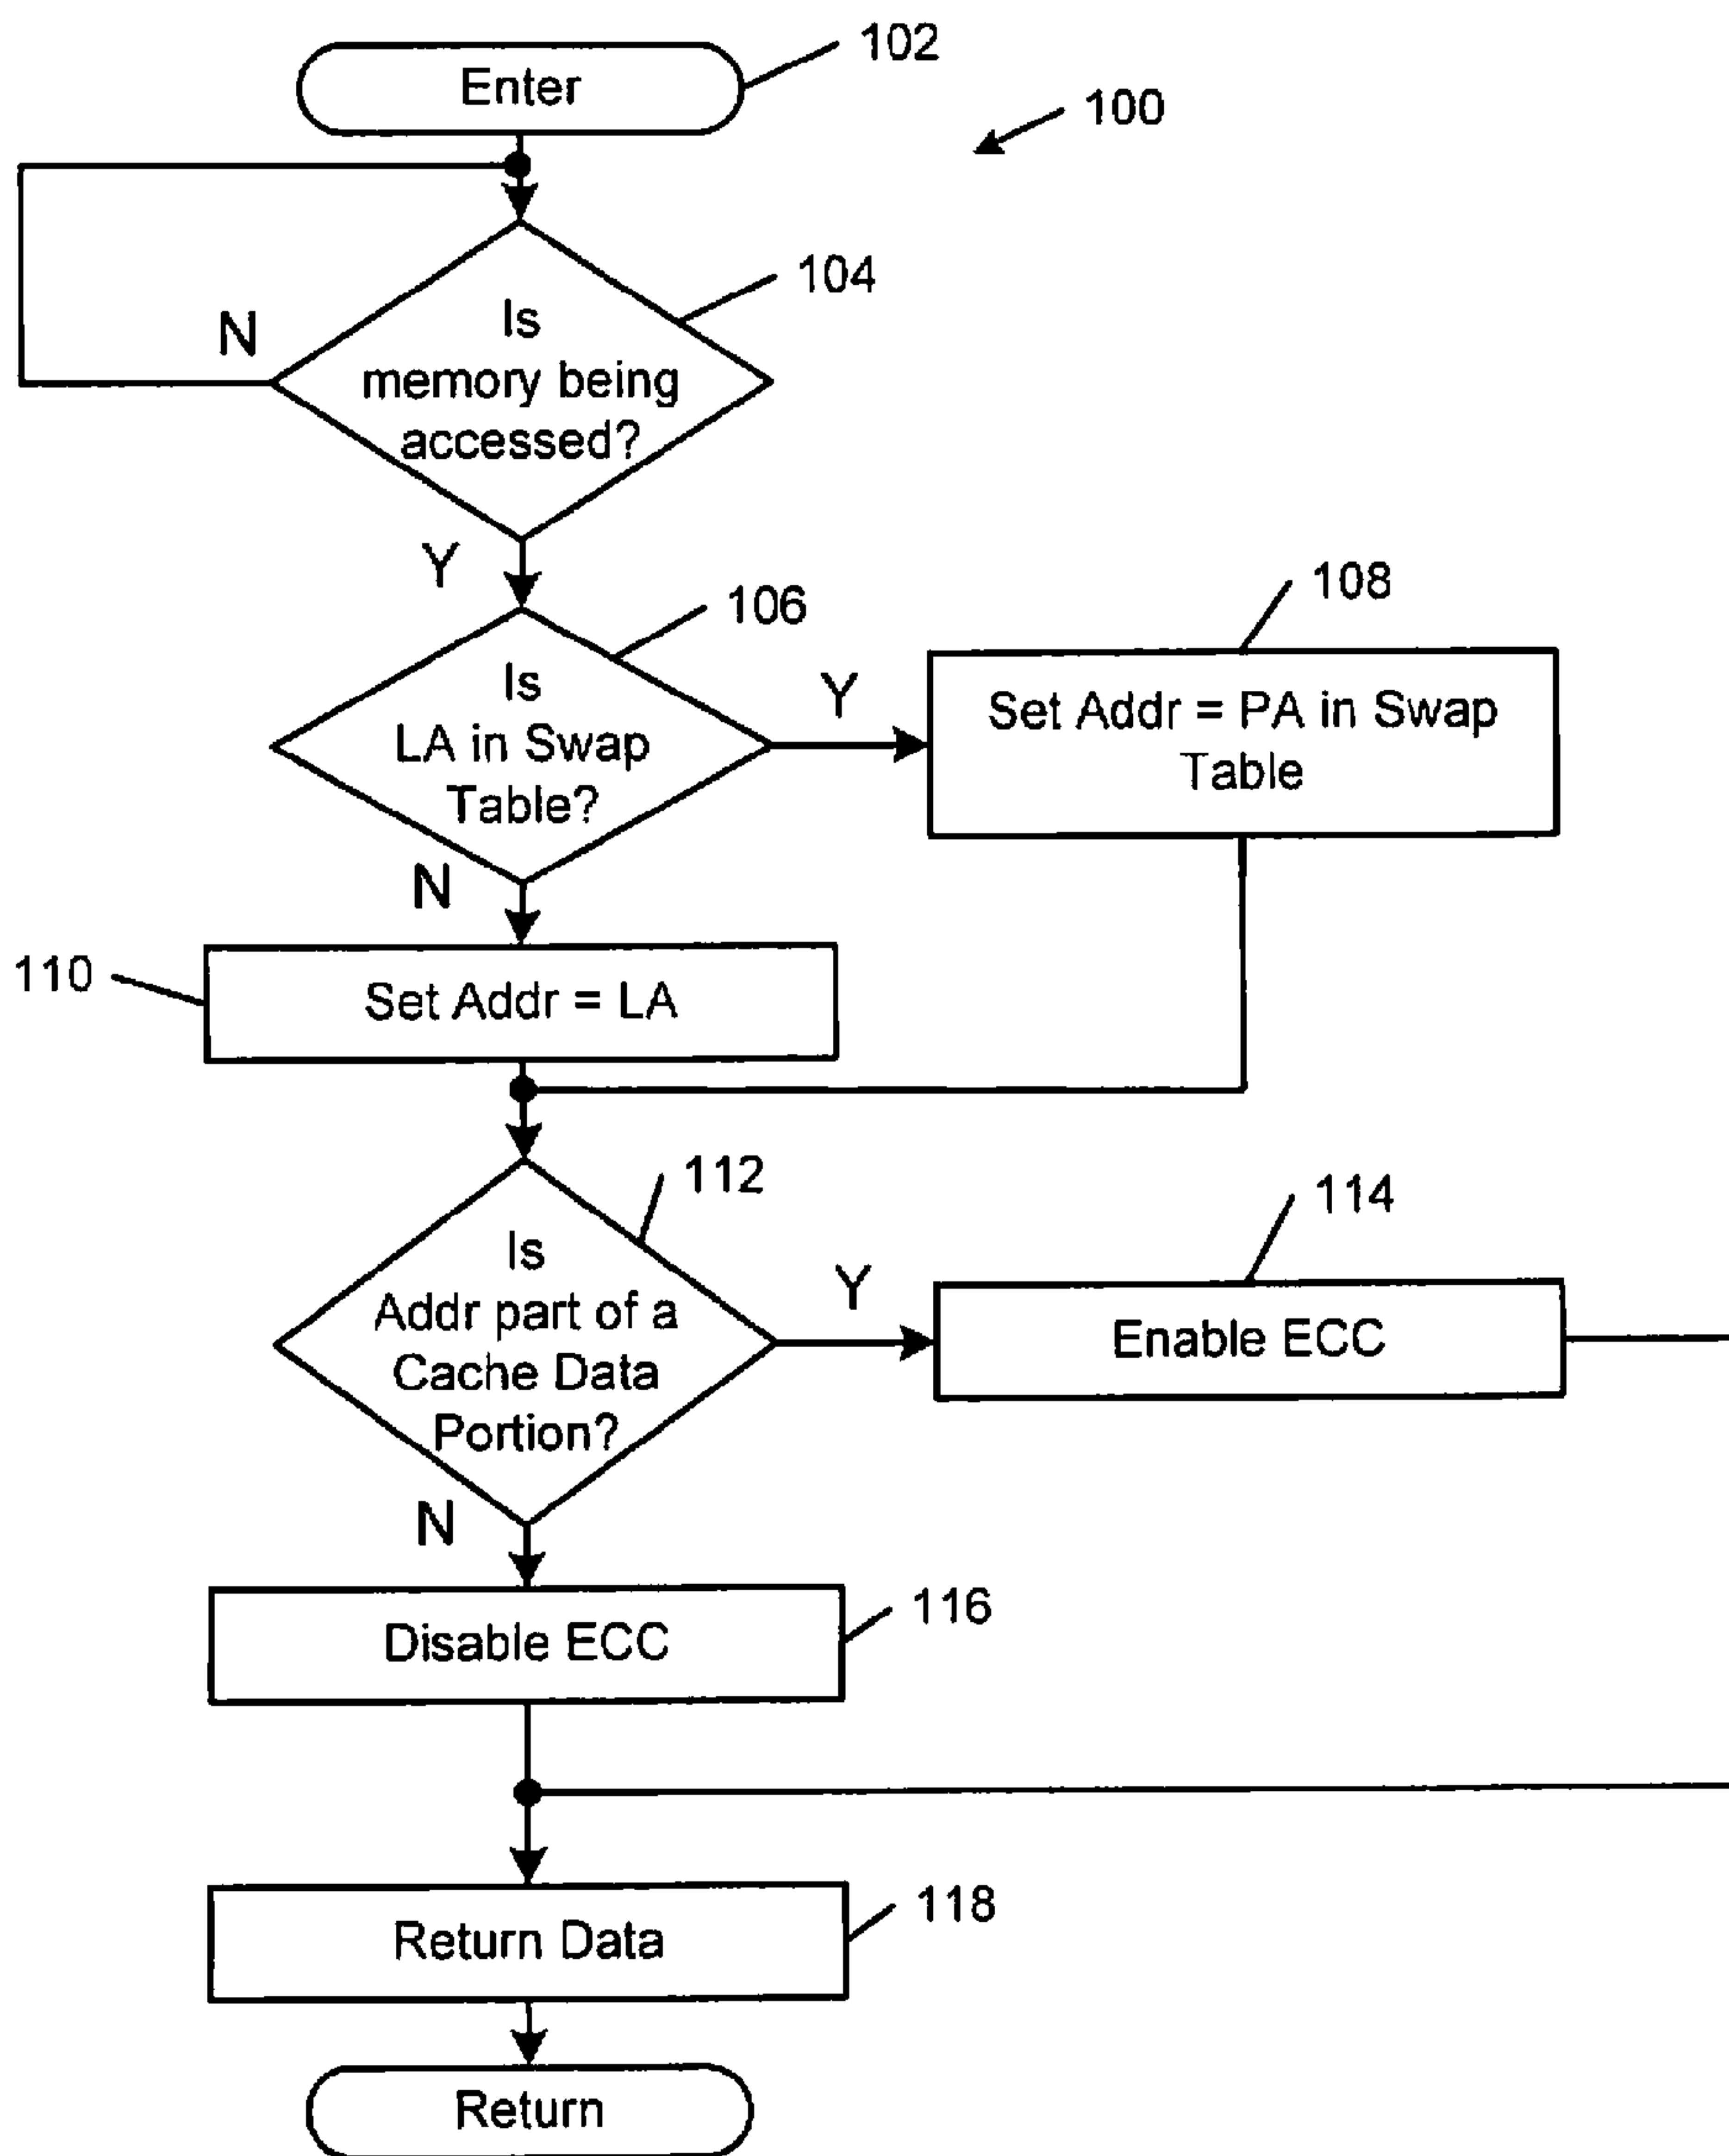 102
Enter
100
104
Is
memory being
accessed?
N
Y
106
108
Is
LA in Swap
Table?
Y
Set Addr = PA in Swap
Table
N
110
Set Addr = LA
112
114
Is
Addr part of a
Cache Data
Portion?
Y
Enable ECC
N
116
Disable ECC
118
Return Data
Return